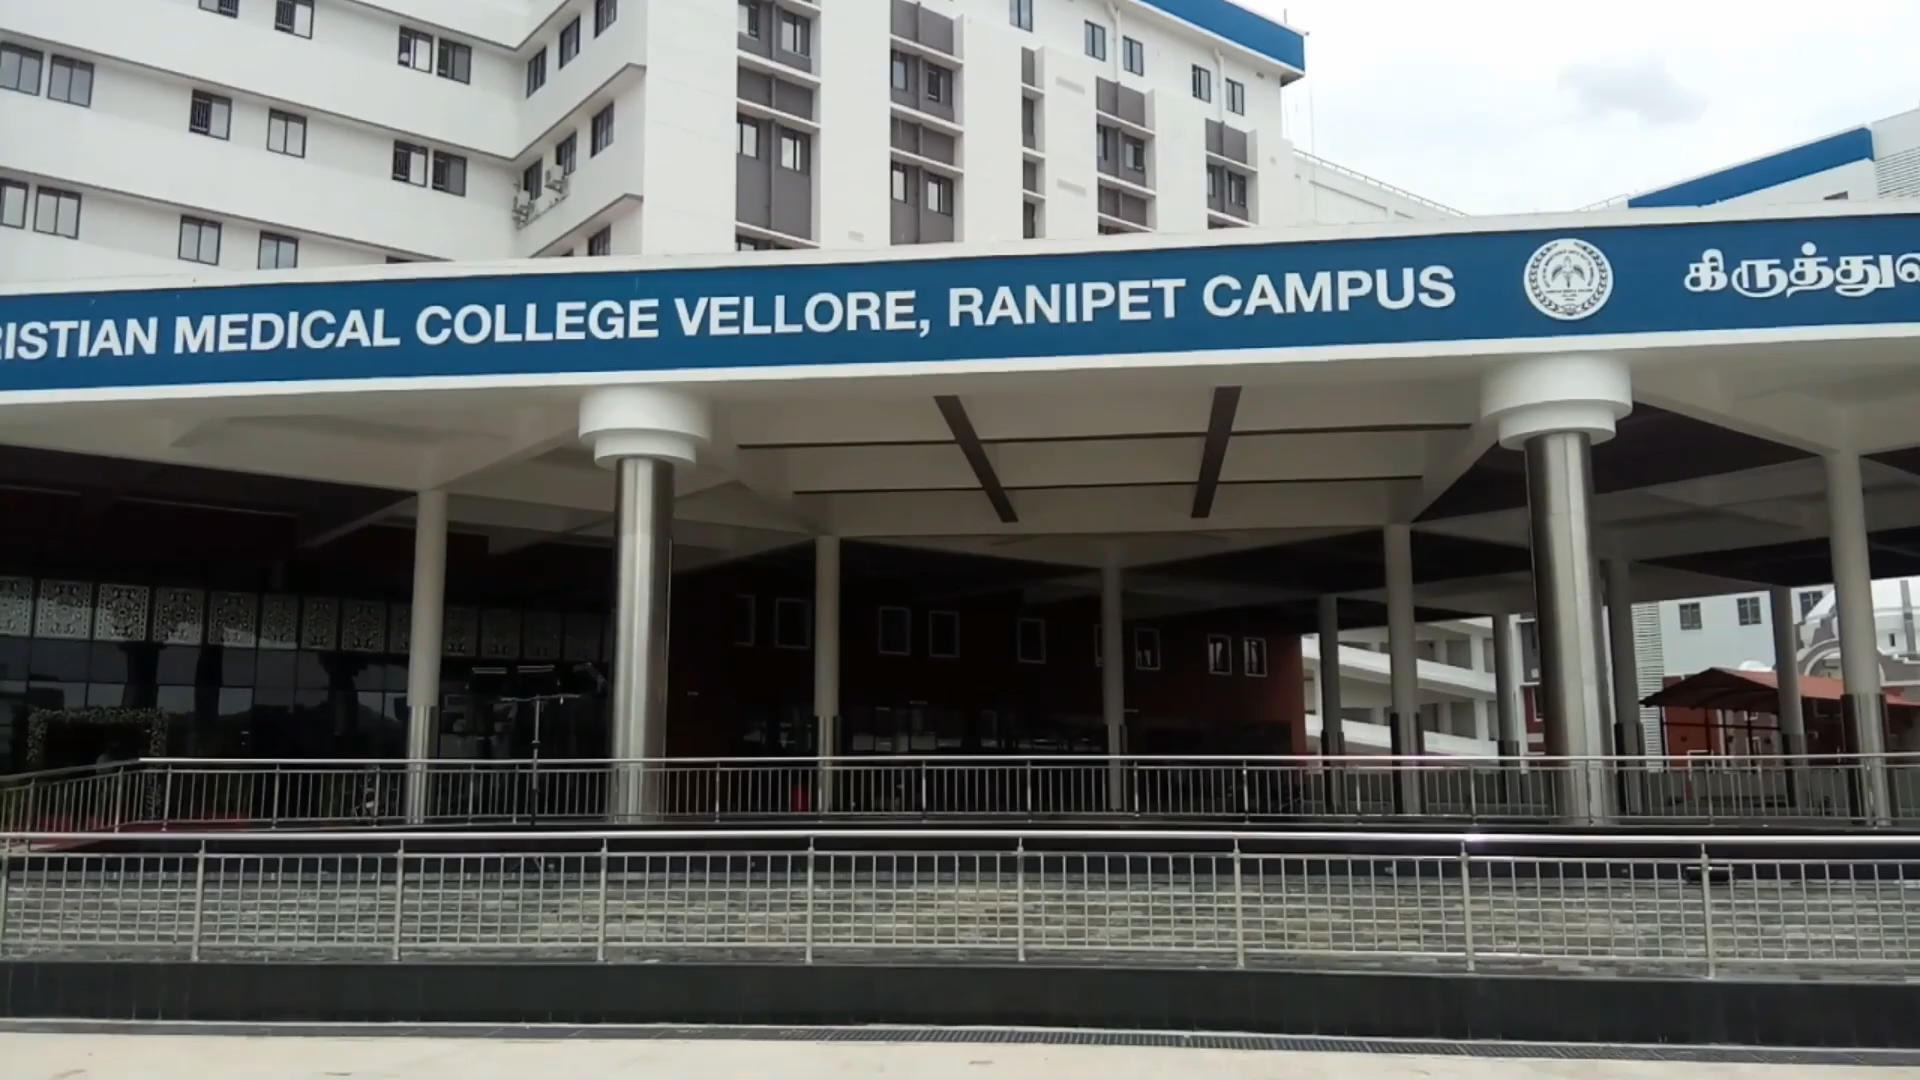 RISTIAN MEDICAL COLLEGE VELLORE, RANIPET CAMPUS கிருத்துவ